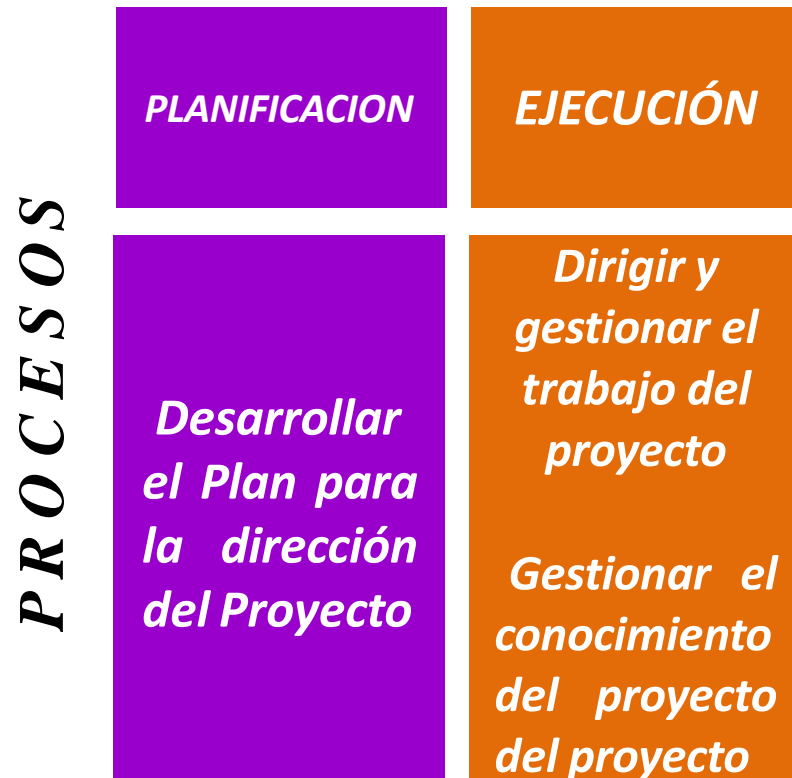 PLANIFICACION
EJECUCIÓN
PROCESOS
Desarrollar
el Plan para
la dirección
del Proyecto
Dirigir y
gestionar el
trabajo del
proyecto
Gestionar el
conocimiento
del proyecto
del proyecto